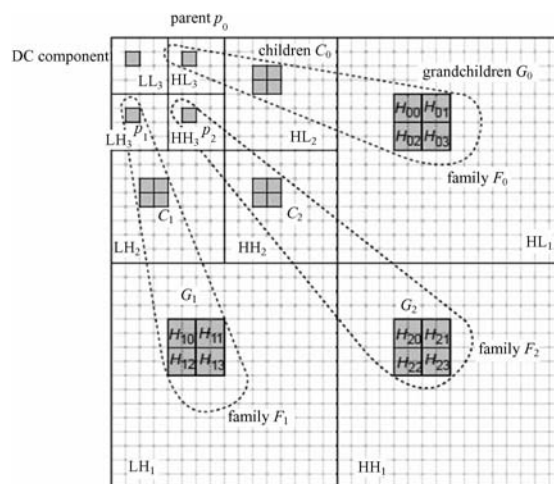 parent p₀
DC component
children C₀
grandchildren G₀
LL₃
HL₃
H₀₀ H₀₁
H₀₂ H₀₃
p₁
p₂
LH₃
HH₃
HL₂
family F₀
C₁
C₂
LH₂
HH₂
HL₁
G₁
G₂
H₁₀ H₁₁
H₁₂ H₁₃
H₂₀ H₂₁
H₂₂ H₂₃
family F₂
family F₁
LH₁
HH₁